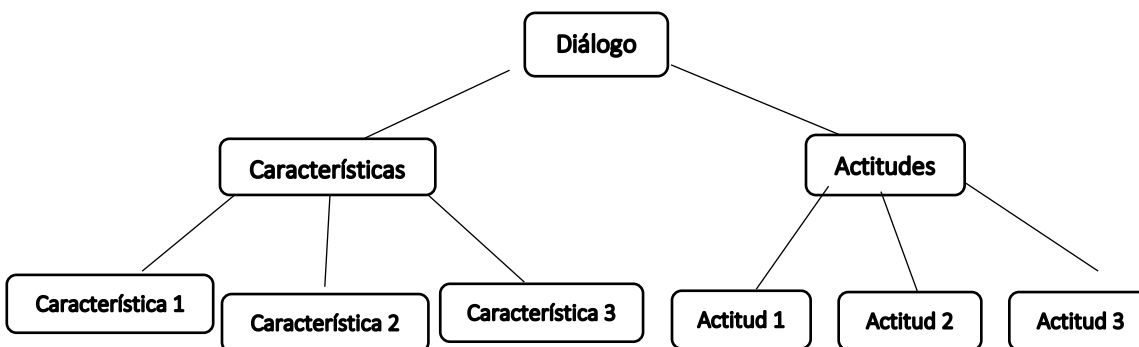 Diálogo
Características
Actitudes
Característica 1
Característica 2
Característica 3
Actitud 1
Actitud 2
Actitud 3